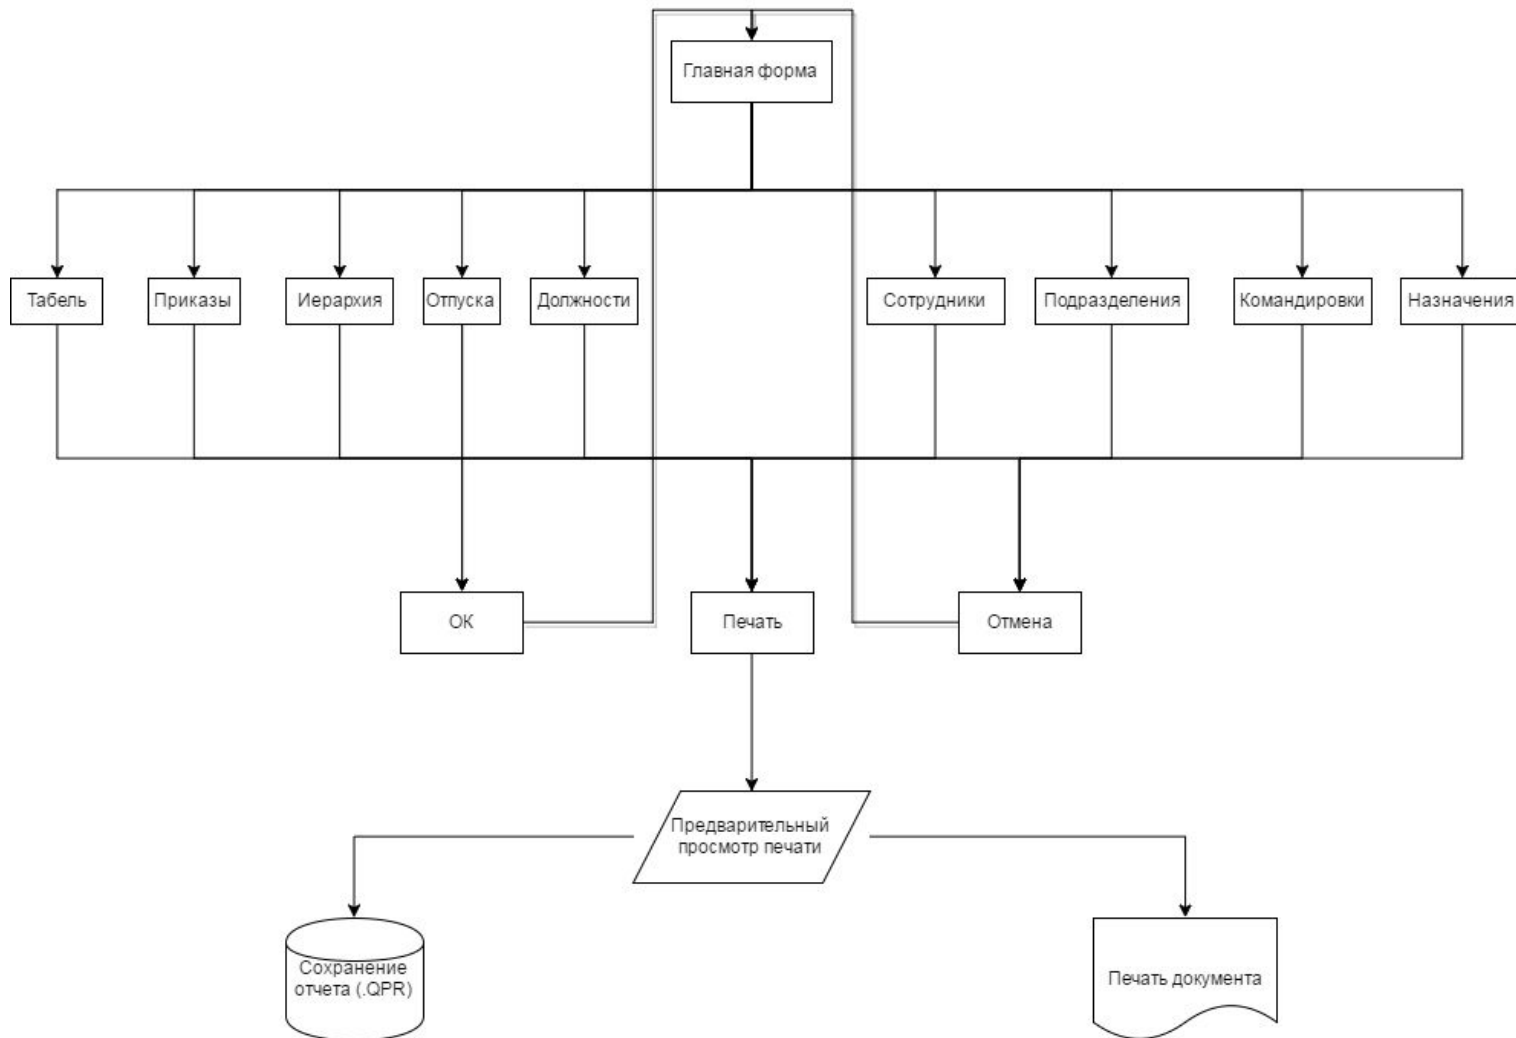 Главная форма
Табель
Приказы
Иерархия
Отпуска
Должности
Сотрудники
Подразделения
Командировки
Назначения
ОК
Печать
Отмена
Предварительный
просмотр печати
Сохранение
отчета (.QPR)
Печать документа